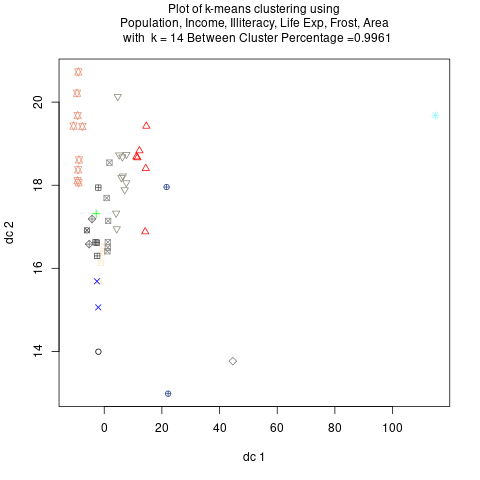 Plot of k-means clustering using
Population, Income, Illiteracy, Life Exp, Frost, Area
with k = 14 Between Cluster Percentage =0.9961
20
18
16
14
dc 2
0 20 40 60 80 100
dc 1